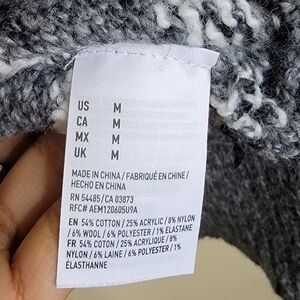 US M
CA M
MX M
UK M
MADE IN CHINA / FABRIQUÉ EN CHINE /
HECHO EN CHINA
RN 54485/ CA 03873
RFC# AEM120605U9A
EN 54% COTTON / 25% ACRYLIC / 8% NYLON
/ 6% WOOL / 6% POLYESTER / 1% ELASTANE
FR 54% COTON / 25% ACRYLIQUE / 8%
NYLON / 6% LAINE / 6% POLYESTER / 1%
ÉLASTHANNE